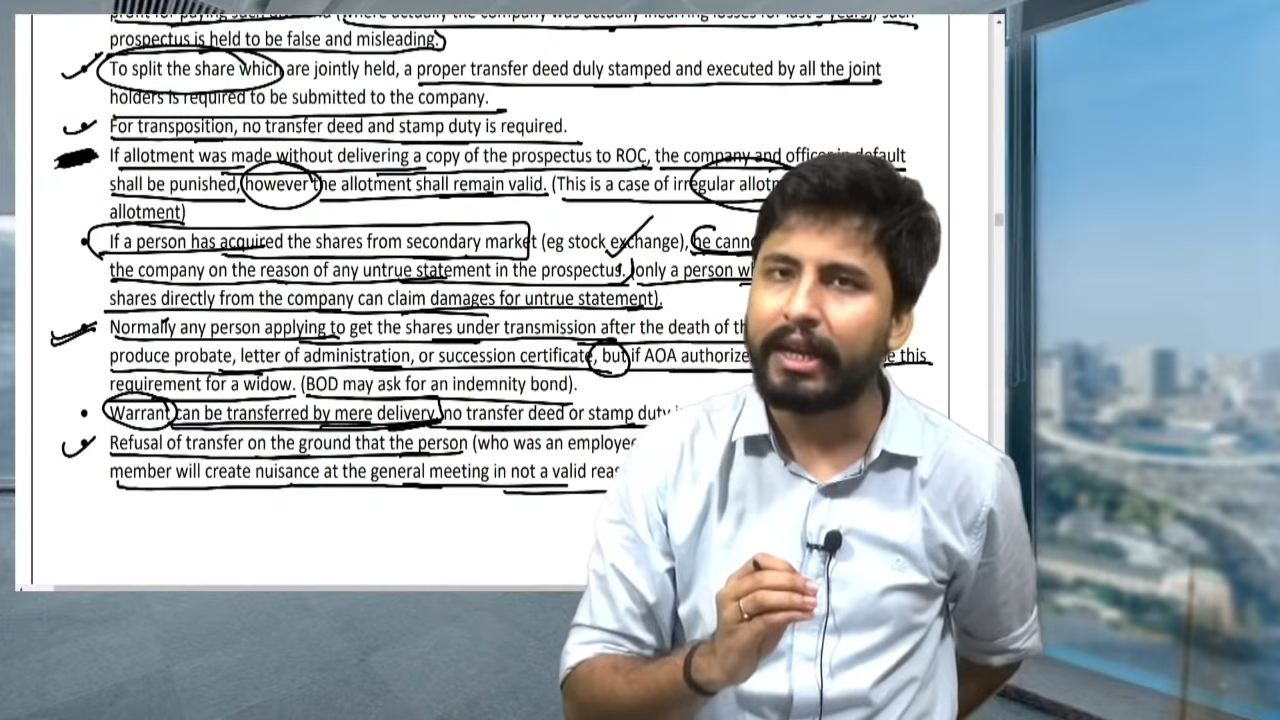 prospectus is held to be false and misleading.)
To split the share which are jointly held, a proper transfer deed duly stamped and executed by all the joint
holders is required to be submitted to the company.
For transposition, no transfer deed and stamp duty is required.
If allotment was made without delivering a copy of the prospectus to ROC, the company and officer in default
shall be punished, however the allotment shall remain valid. (This is a case of irregular
allotment)
If a person has acquired the shares from secondary market (eg stock exchange), he
the company on the reason of any untrue statement in the prospectus. (only a person
shares directly from the company can claim damages for untrue statement).
Normally any person applying to get the shares under transmission after the death of
produce probate, letter of administration, or succession certificate, but if AOA this
requirement for a widow. (BOD may ask for an indemnity bond).
Warrant can be transferred by mere delivery, no transfer deed or stamp duty
Refusal of transfer on the ground that the person (who was an
member will create nuisance at the general meeting in not a valid